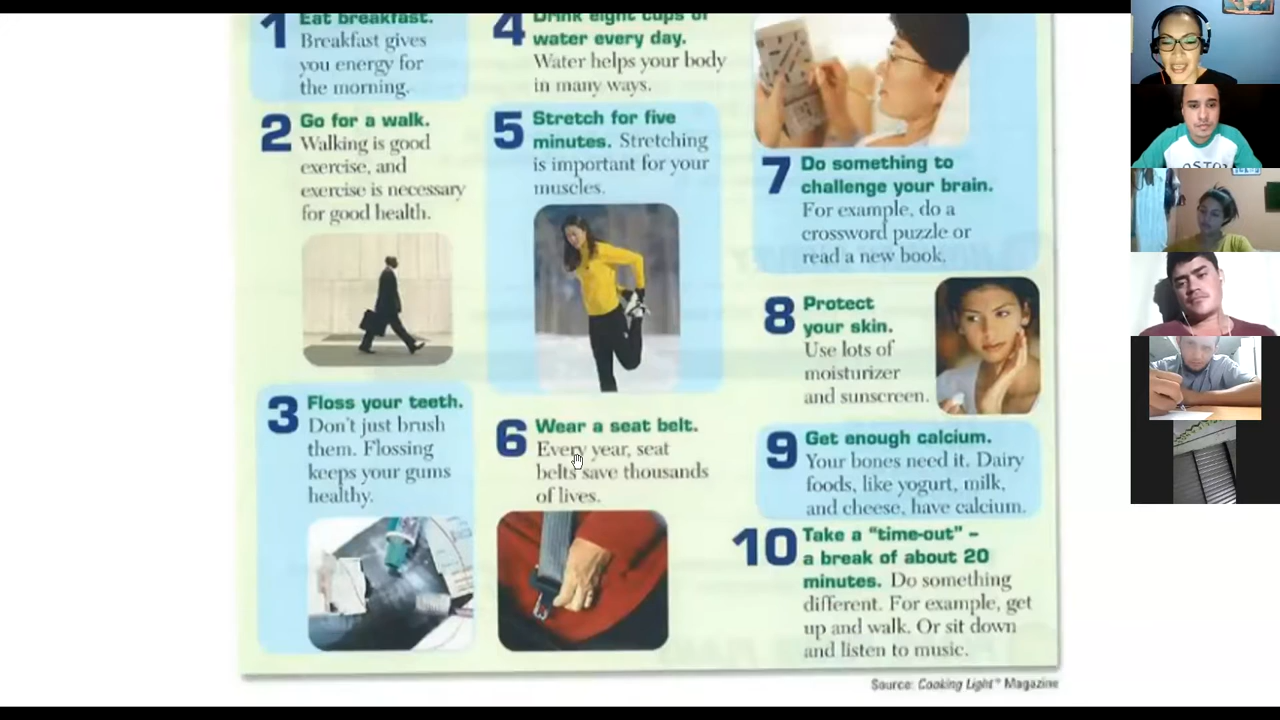 1 Eat breakfast.
Breakfast gives
you energy for
the morning.
2 Go for a walk.
Walking is good
exercise, and
exercise is necessary
for good health.
3 Floss your teeth.
Don't just brush
them. Flossing
keeps your gums
healthy.
4 Drink eight cups of
water every day.
Water helps your body
in many ways.
5 Stretch for five
minutes. Stretching
is important for your
muscles.
6 Wear a seat belt.
Every year, seat
belts save thousands
of lives.
7 Do something to
challenge your brain.
For example, do a
crossword puzzle or
read a new book.
8 Protect
your skin.
Use lots of
moisturizer
and sunscreen.
9 Get enough calcium.
Your bones need it. Dairy
foods, like yogurt, milk,
and cheese, have calcium.
10 Take a “time-out” –
a break of about 20
minutes. Do something
different. For example, get
up and walk. Or sit down
and listen to music.
Source: Cooking Light® Magazine